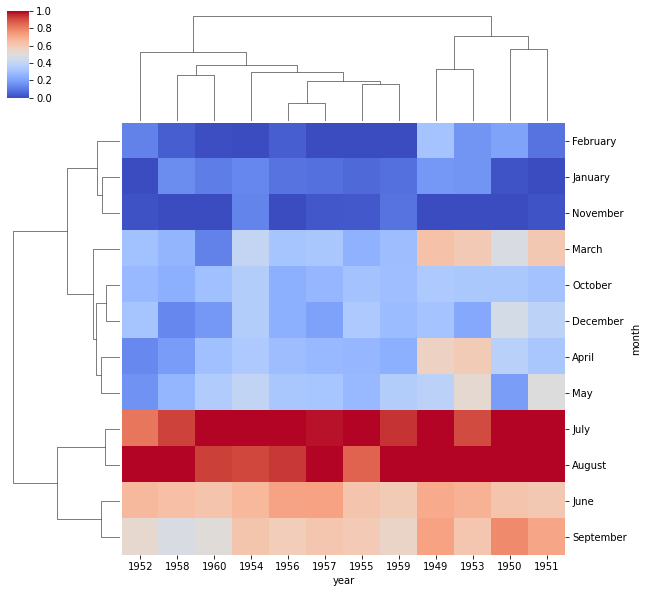 1.0
0.8
0.6
0.4
0.2
0.0
February
January
November
March
October
December
April
May
July
August
June
September
month
1952 1958 1960 1954 1956 1957 1955 1959 1949 1953 1950 1951
year